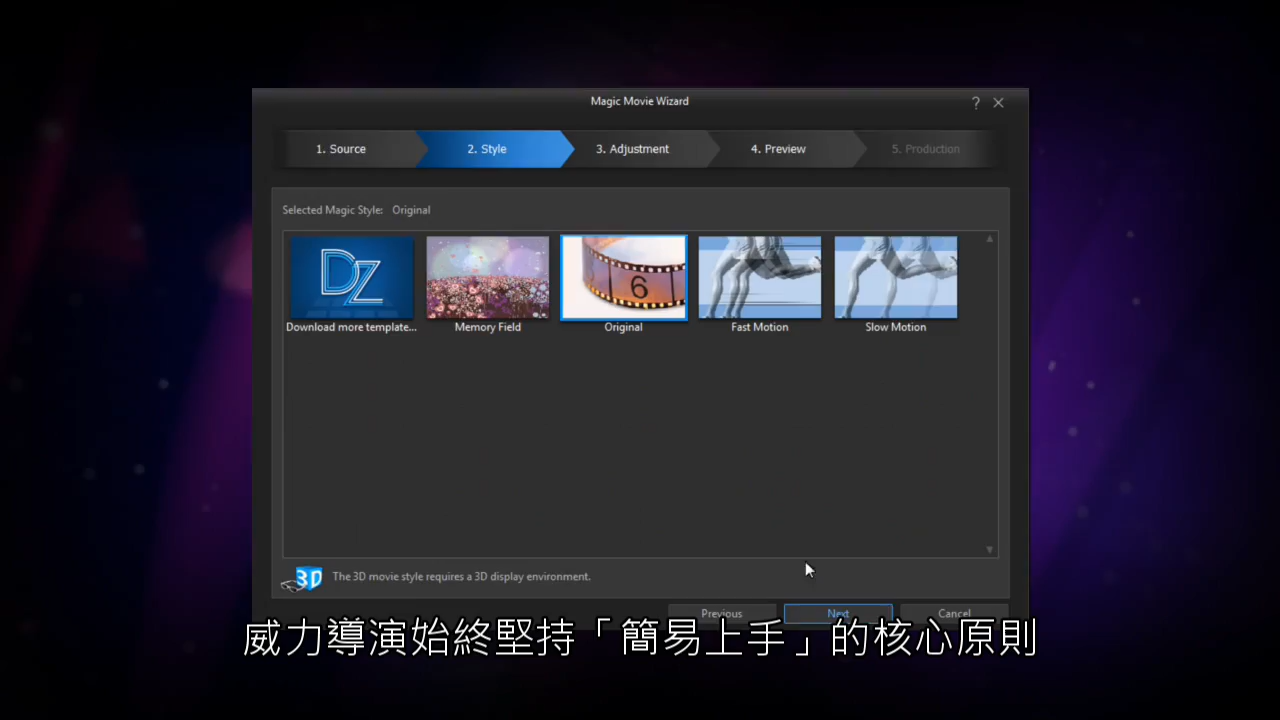 Magic Movie Wizard
?
1. Source
2. Style
3. Adjustment
4. Preview
5. Production
Selected Magic Style: Original
DZ
6
Download more template...
Memory Field
Original
Fast Motion
Slow Motion
3D
The 3D movie style requires a 3D display environment.
Previous
Next
Cancel
威力導演始終堅持「簡易上手」的核心原則